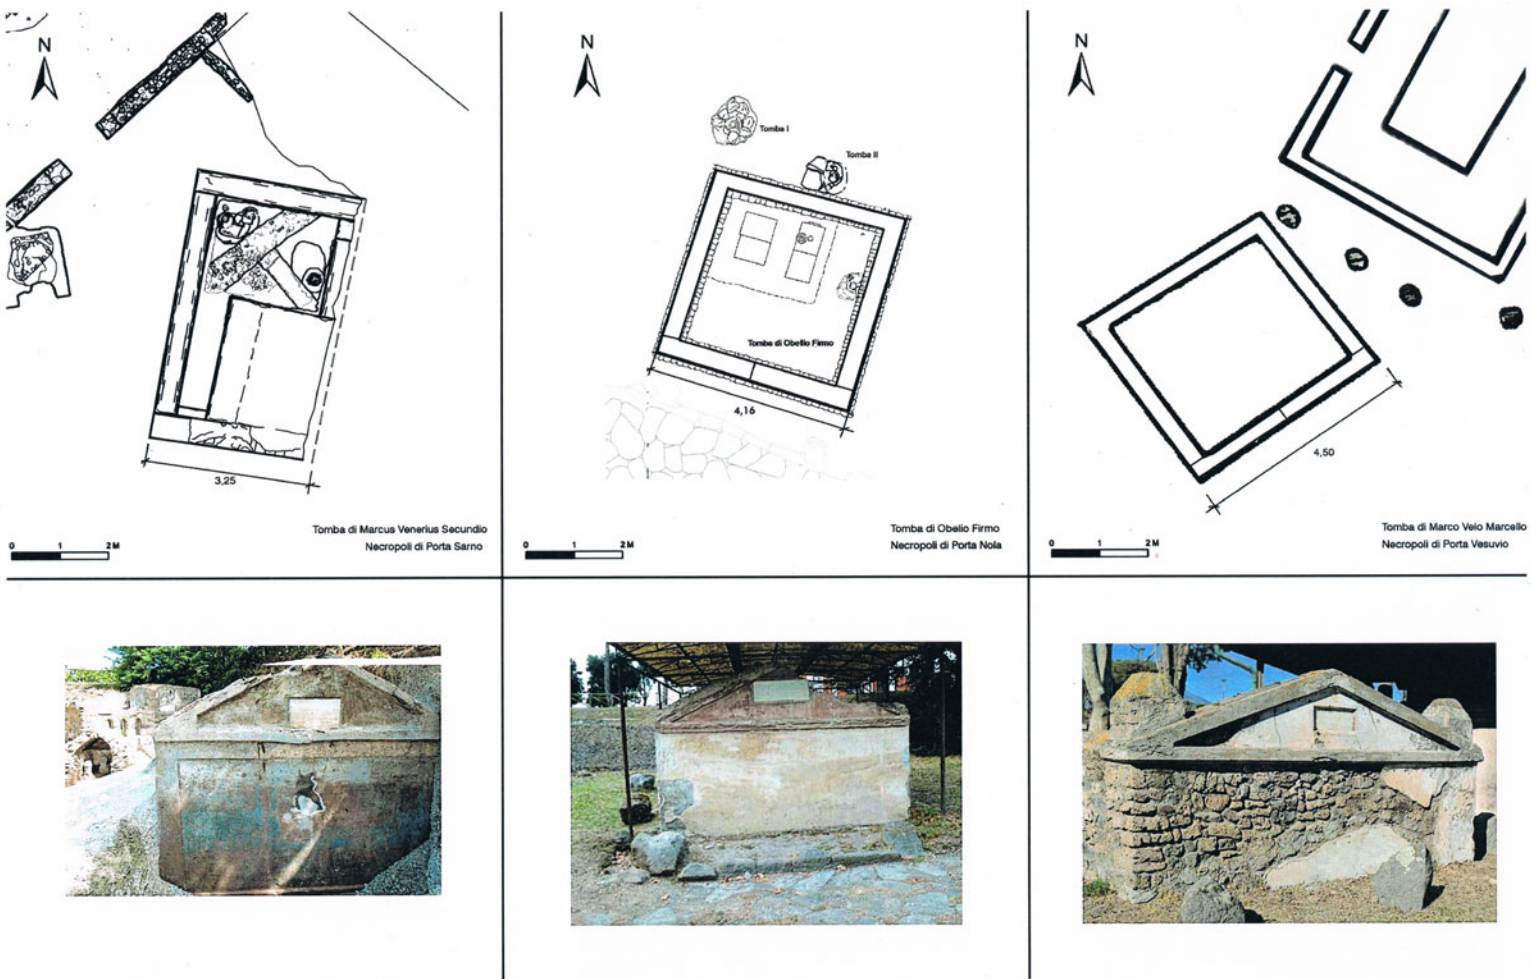 N
3,25
0 1 2 M
Tomba di Marcus Venerius Secundio
Necropoli di Porta Sarno
N
Tomba I
Tomba II
Tomba di Obelio Firmo
4,16
0 1 2 M
Tomba di Obelio Firmo
Necropoli di Porta Nola
N
4,50
0 1 2 M
Tomba di Marco Veio Marcello
Necropoli di Porta Vesuvio